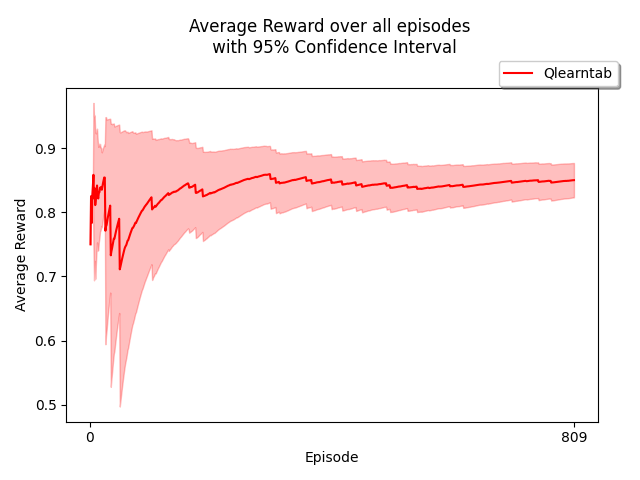 Average Reward over all episodes
with 95% Confidence Interval
Qlearntab
0.9
0.8
0.7
0.6
0.5
Average Reward
0
809
Episode